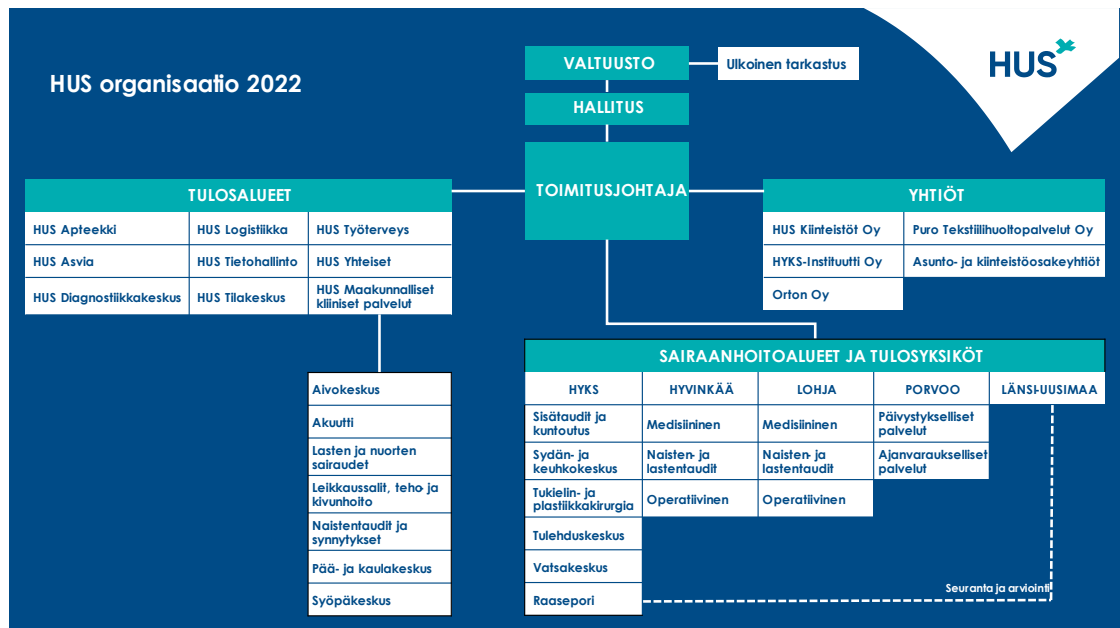 HUS organisaatio 2022
VALTUUSTO
Ulkoinen tarkastus
HUS
HALLITUS
TOIMITUSJOHTAJA
TULOSALUEET
HUS Apteekki
HUS Logistiikka
HUS Työterveys
HUS Asvia
HUS Tietohallinto
HUS Yhteiset
HUS Diagnostiikkakeskus
HUS Tilakeskus
HUS Maakunnalliset
kliiniset palvelut
Aivokeskus
Akuutti
Lasten ja nuorten
sairaudet
Leikkaussalit, teho- ja
kivunhoito
Naistentaudit ja
synnytykset
Pää- ja kaulakeskus
Syöpäkeskus
YHTIÖT
HUS Kiinteistöt Oy
Puro Tekstiilihuoltopalvelut Oy
HYKS-Instituutti Oy
Asunto- ja kiinteistöosakeyhtiöt
Orton Oy
SAIRAANHOITOALUEET JA TULOSYKSIKÖT
HYKS
HYVINKÄÄ
LOHJA
PORVOO
LÄNSI-UUSIMAA
Sisätaudit ja
kuntoutus
Medisiininen
Medisiininen
Päivystykselliset
palvelut
Sydän- ja
keuhkokeskus
Naisten- ja
lastentaudit
Naisten- ja
lastentaudit
Ajanvaraukselliset
palvelut
Tukielin- ja
plastiikkakirurgia
Operatiivinen
Operatiivinen
Tulehduskeskus
Vatsakeskus
Raasepori
Seuranta ja arviointi